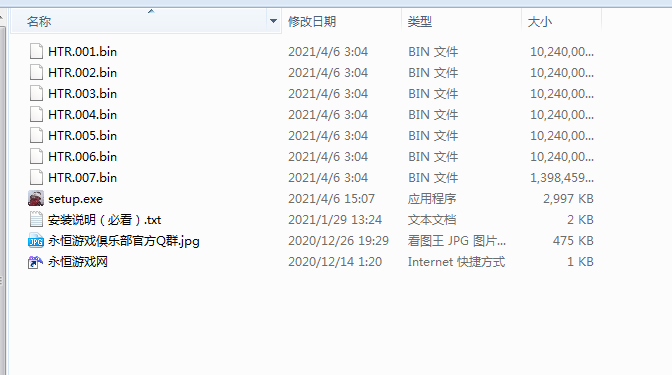 名称 修改日期 类型 大小
HTR.001.bin 2021/4/6 3:04 BIN 文件 10,240,00...
HTR.002.bin 2021/4/6 3:04 BIN 文件 10,240,00...
HTR.003.bin 2021/4/6 3:04 BIN 文件 10,240,00...
HTR.004.bin 2021/4/6 3:04 BIN 文件 10,240,00...
HTR.005.bin 2021/4/6 3:04 BIN 文件 10,240,00...
HTR.006.bin 2021/4/6 3:04 BIN 文件 10,240,00...
HTR.007.bin 2021/4/6 3:04 BIN 文件 1,398,459...
setup.exe 2021/4/6 15:07 应用程序 2,997 KB
安装说明（必看）.txt 2021/1/29 13:24 文本文档 2 KB
JPG 永恒游戏俱乐部官方Q群.jpg 2020/12/26 19:29 看图王 JPG 图片... 475 KB
永恒游戏网 2020/12/14 1:20 Internet 快捷方式 1 KB